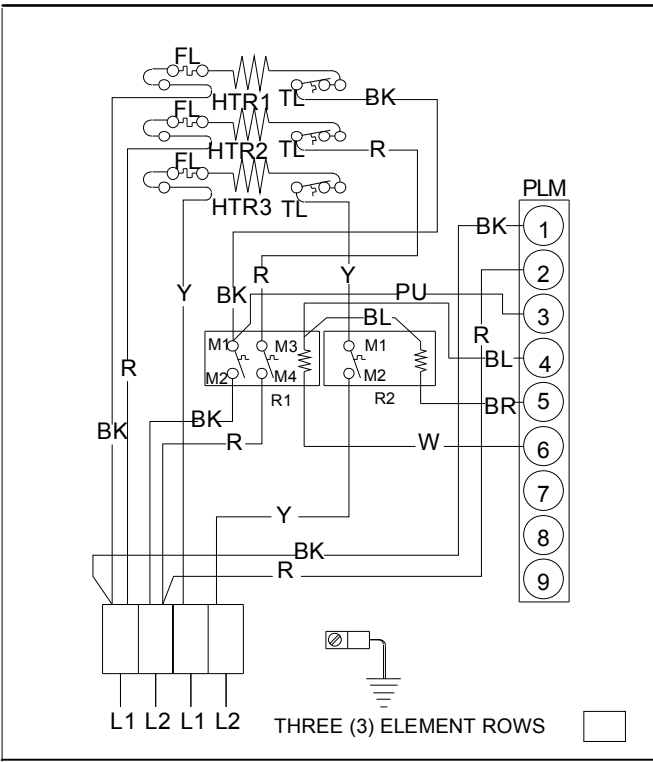 FL
HTR1 TL BK
FL
HTR2 TL R
FL
HTR3 TL
PLM
BK 1
2
R
3
BL 4
BR 5
W 6
7
8
9
Y
BK
R
Y
PU
BL
M1 M3
M2 M4
R1
M1
M2
R2
R
BK
BK
R
Y
BK
R
L1 L2 L1 L2
THREE (3) ELEMENT ROWS